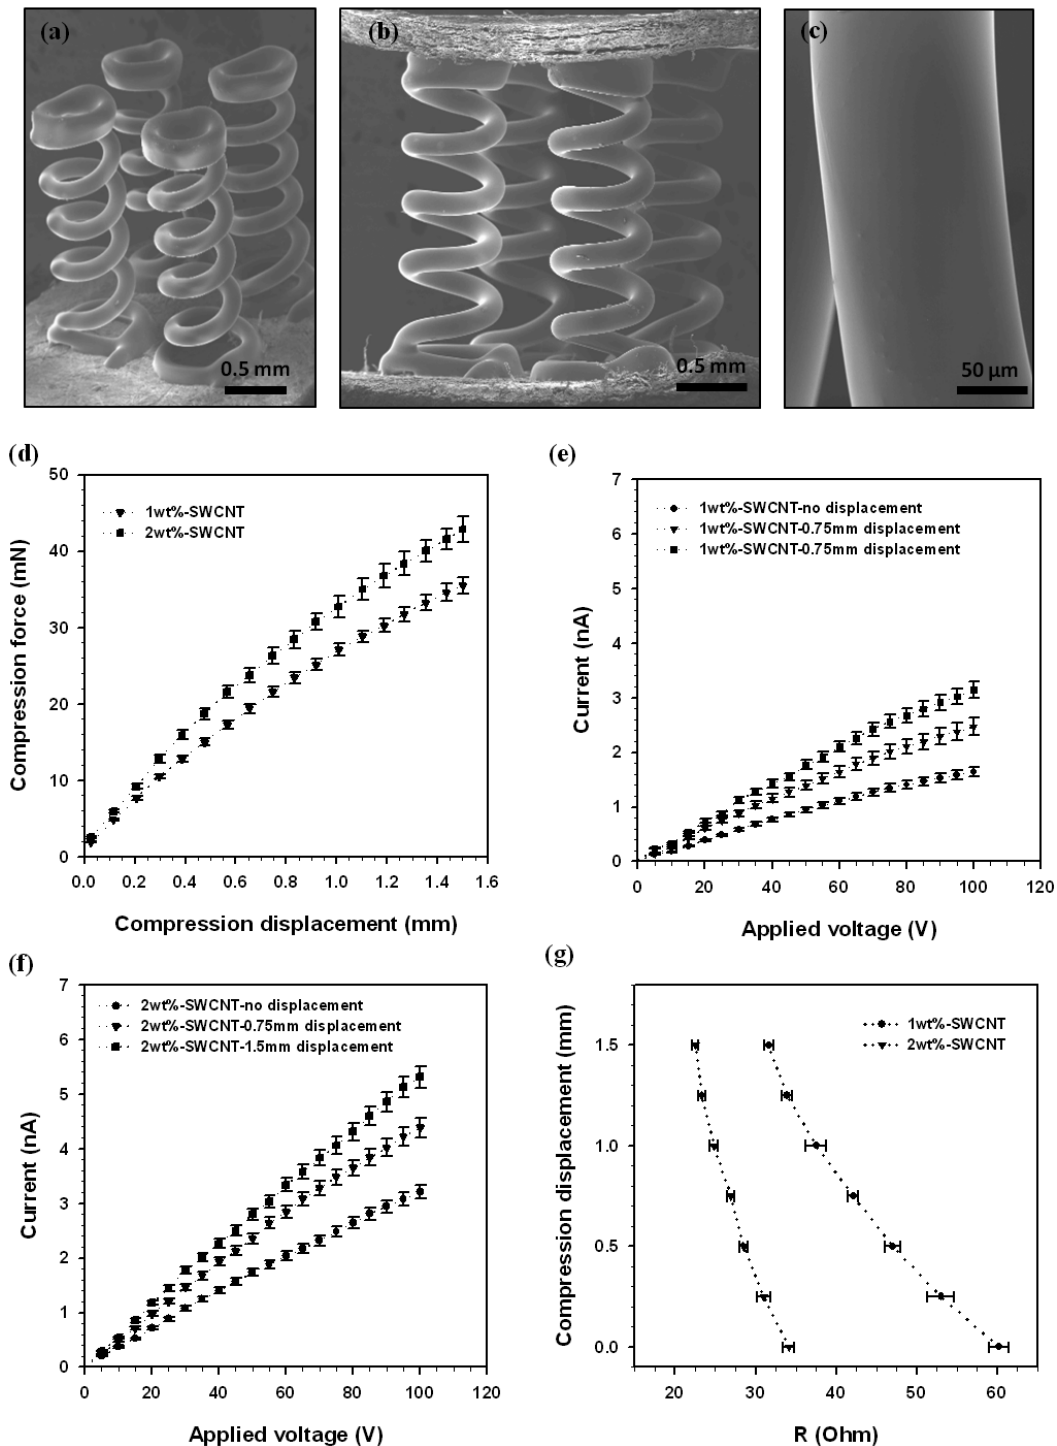 (a)
(b)
(c)
0.5 mm
0.5 mm
50 µm
(d)
50
40
30
20
10
0
0.0 0.2 0.4 0.6 0.8 1.0 1.2 1.4 1.6
Compression force (mN)
Compression displacement (mm)
1wt%-SWCNT
2wt%-SWCNT
(e)
7
6
5
4
3
2
1
0
0 20 40 60 80 100 120
Current (nA)
Applied voltage (V)
1wt%-SWCNT-no displacement
1wt%-SWCNT-0.75mm displacement
1wt%-SWCNT-0.75mm displacement
(f)
7
6
5
4
3
2
1
0
0 20 40 60 80 100 120
Current (nA)
Applied voltage (V)
2wt%-SWCNT-no displacement
2wt%-SWCNT-0.75mm displacement
2wt%-SWCNT-1.5mm displacement
(g)
1.5
1.0
0.5
0.0
20 30 40 50 60
Compression displacement (mm)
R (Ohm)
1wt%-SWCNT
2wt%-SWCNT